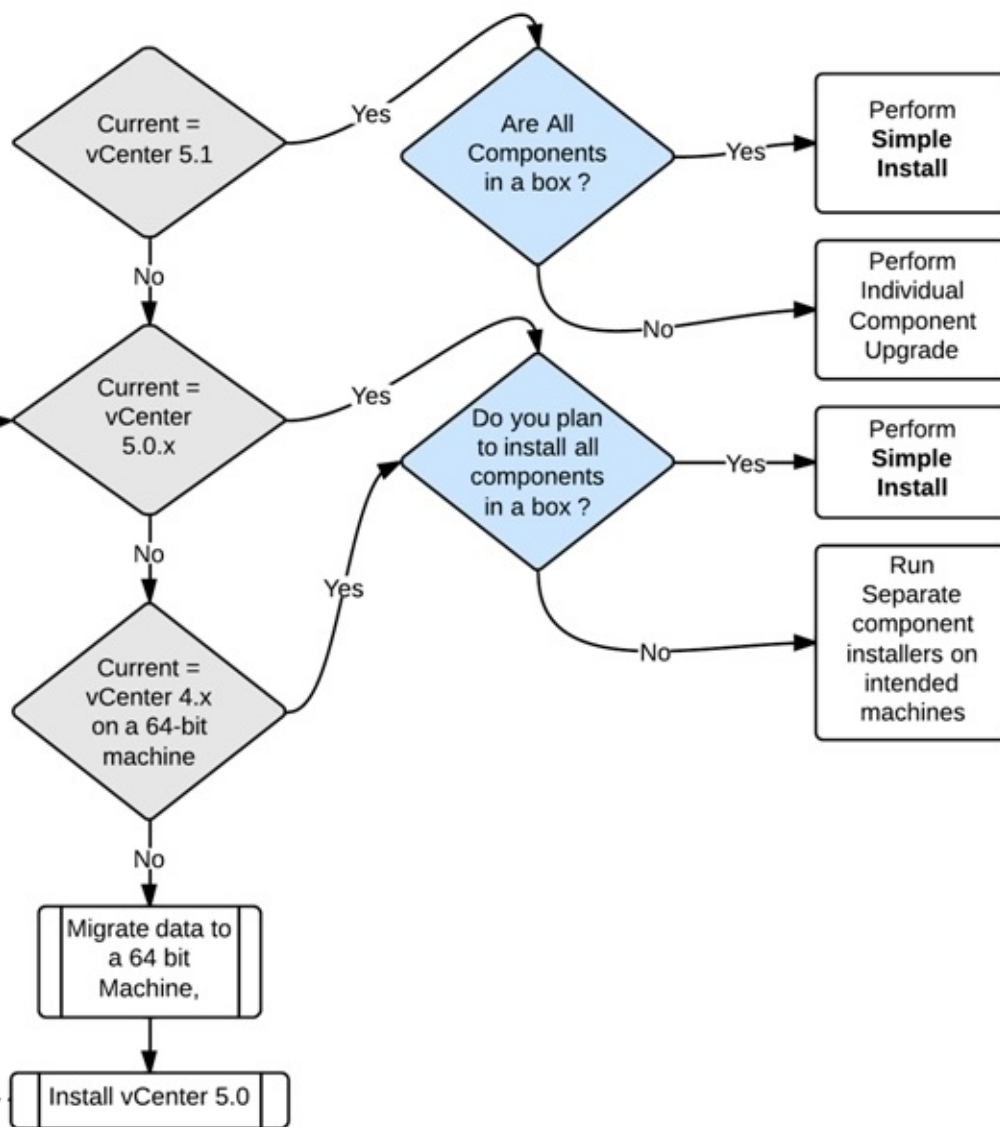 Current =
vCenter 5.1
Yes
Are All
Components
in a box ?
Yes
Perform
Simple
Install
No
No
Perform
Individual
Component
Upgrade
Current =
vCenter
5.0.x
Yes
Do you plan
to install all
components
in a box ?
Yes
Perform
Simple
Install
No
Yes
No
Run
Separate
component
installers on
intended
machines
Current =
vCenter 4.x
on a 64-bit
machine
No
Migrate data to
a 64 bit
Machine,
Install vCenter 5.0